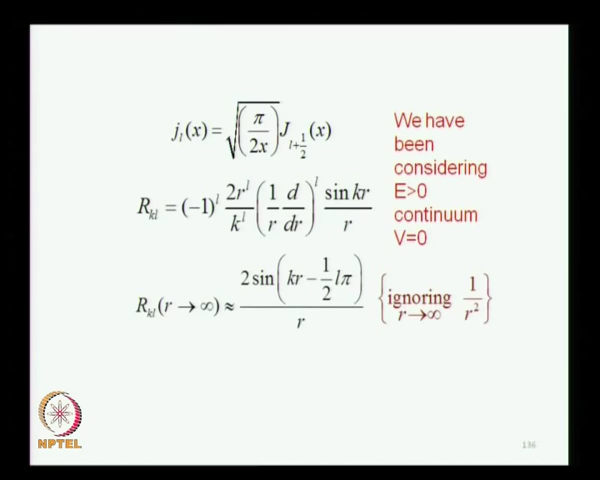 j_l(x) = √(π/2x) J_{l+1/2}(x)
R_{kl} = (-1)^l (2r^l/k^l) (1/r d/dr)^l (sin kr)/r
R_{kl}(r → ∞) ≈ 2 sin(kr − 1/2 lπ)/r {ignoring 1/r² r→∞}
We have
been
considering
E>0
continuum
V=0
NPTEL
136